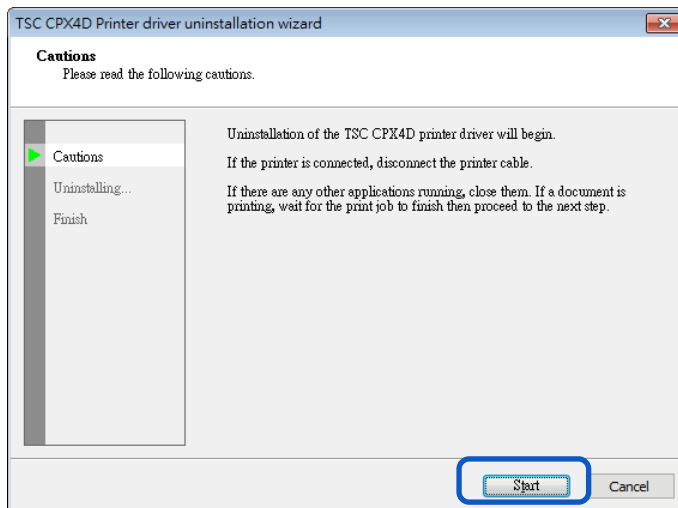 TSC CPX4D Printer driver uninstallation wizard
Cautions
Please read the following cautions.
Cautions
Uninstalling...
Finish
Uninstallation of the TSC CPX4D printer driver will begin.
If the printer is connected, disconnect the printer cable.
If there are any other applications running, close them. If a document is
printing, wait for the print job to finish then proceed to the next step.
Start
Cancel